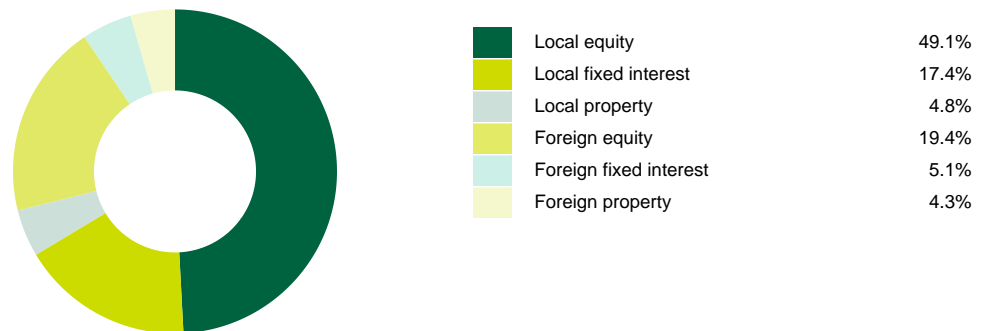 Local equity 49.1%
Local fixed interest 17.4%
Local property 4.8%
Foreign equity 19.4%
Foreign fixed interest 5.1%
Foreign property 4.3%